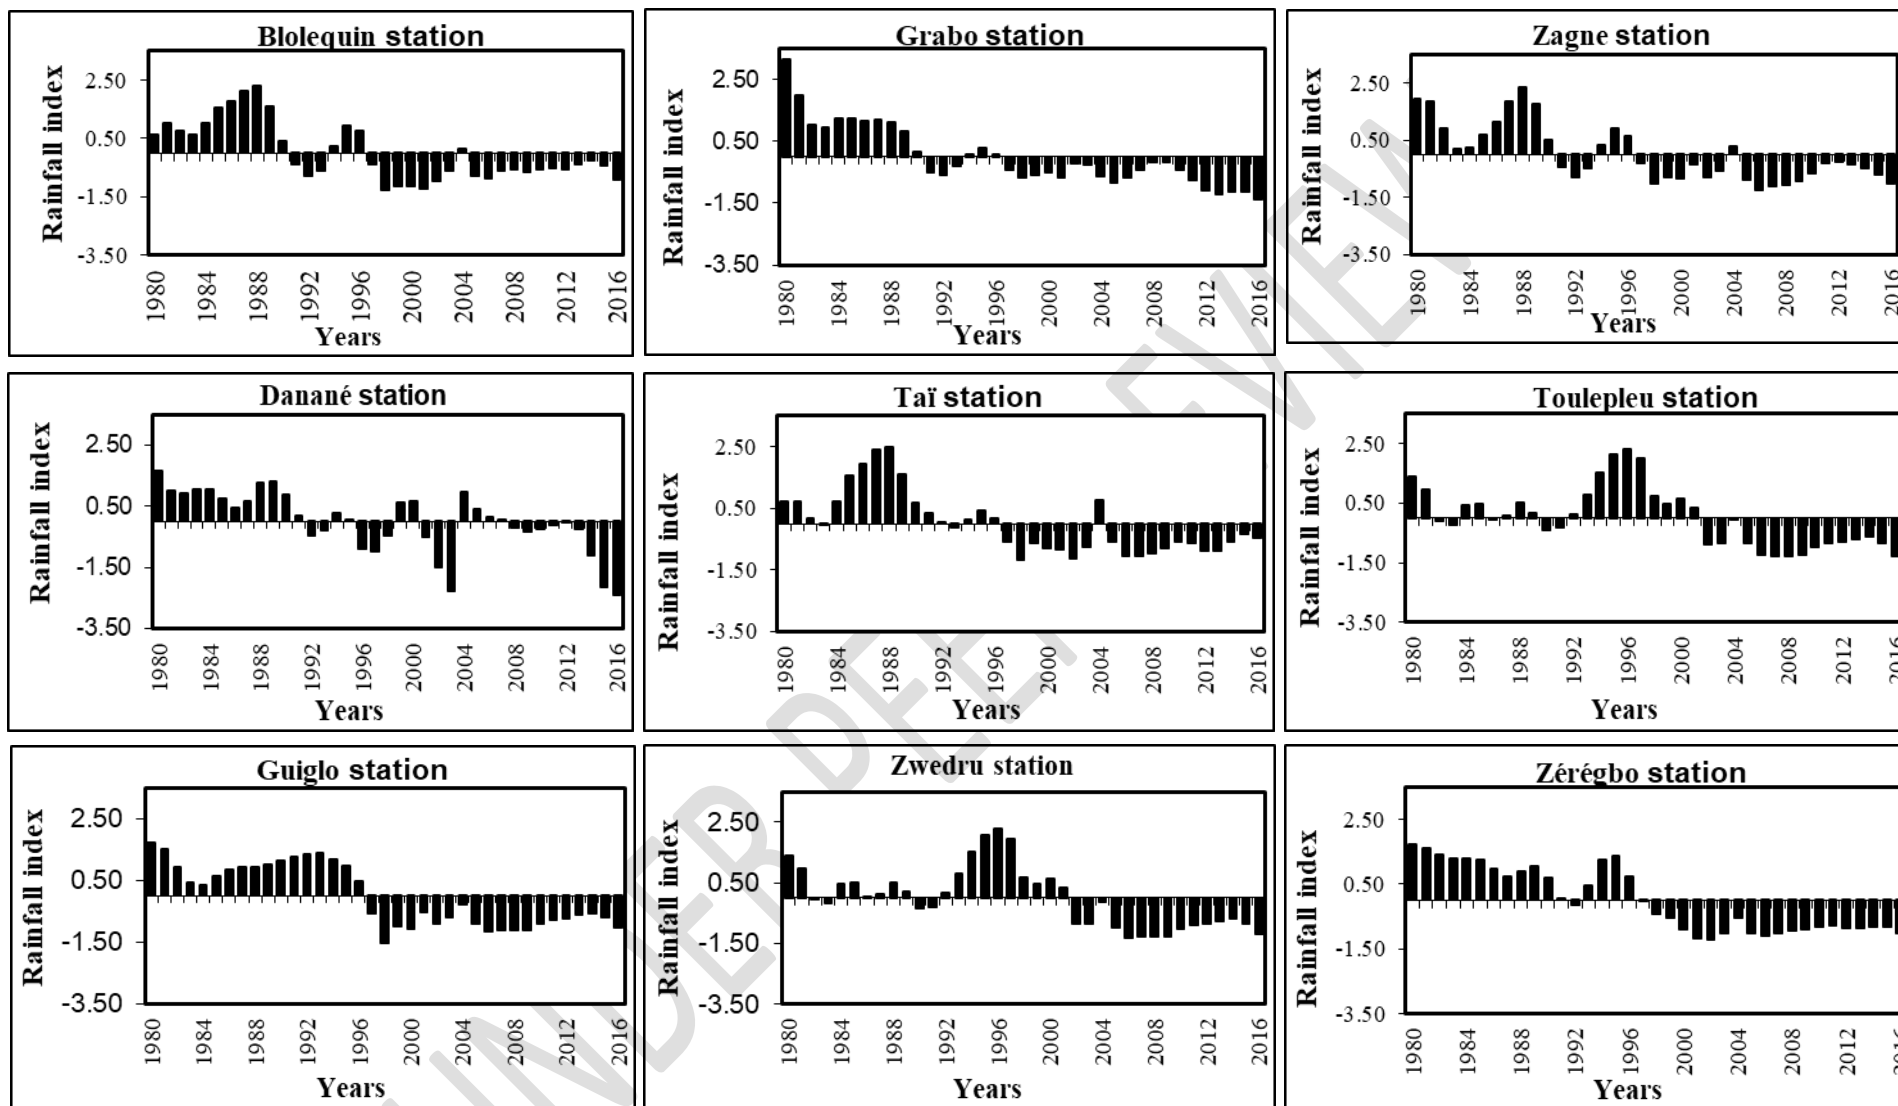 Blolequin station
Rainfall index
2.50
0.50
-1.50
-3.50
1980 1984 1988 1992 1996 2000 2004 2008 2012 2016
Years
Grabo station
Rainfall index
2.50
0.50
-1.50
-3.50
1980 1984 1988 1992 1996 2000 2004 2008 2012 2016
Years
Zagne station
Rainfall index
2.50
0.50
-1.50
-3.50
1980 1984 1988 1992 1996 2000 2004 2008 2012 2016
Years
Danané station
Rainfall index
2.50
0.50
-1.50
-3.50
1980 1984 1988 1992 1996 2000 2004 2008 2012 2016
Years
Taï station
Rainfall index
2.50
0.50
-1.50
-3.50
1980 1984 1988 1992 1996 2000 2004 2008 2012 2016
Years
Toulepleu station
Rainfall index
2.50
0.50
-1.50
-3.50
1980 1984 1988 1992 1996 2000 2004 2008 2012 2016
Years
Guiglo station
Rainfall index
2.50
0.50
-1.50
-3.50
1980 1984 1988 1992 1996 2000 2004 2008 2012 2016
Years
Zwedru station
Rainfall index
2.50
0.50
-1.50
-3.50
1980 1984 1988 1992 1996 2000 2004 2008 2012 2016
Years
Zérégbo station
Rainfall index
2.50
0.50
-1.50
-3.50
1980 1984 1988 1992 1996 2000 2004 2008 2012 2016
Years
UNDER PEER REVIEW